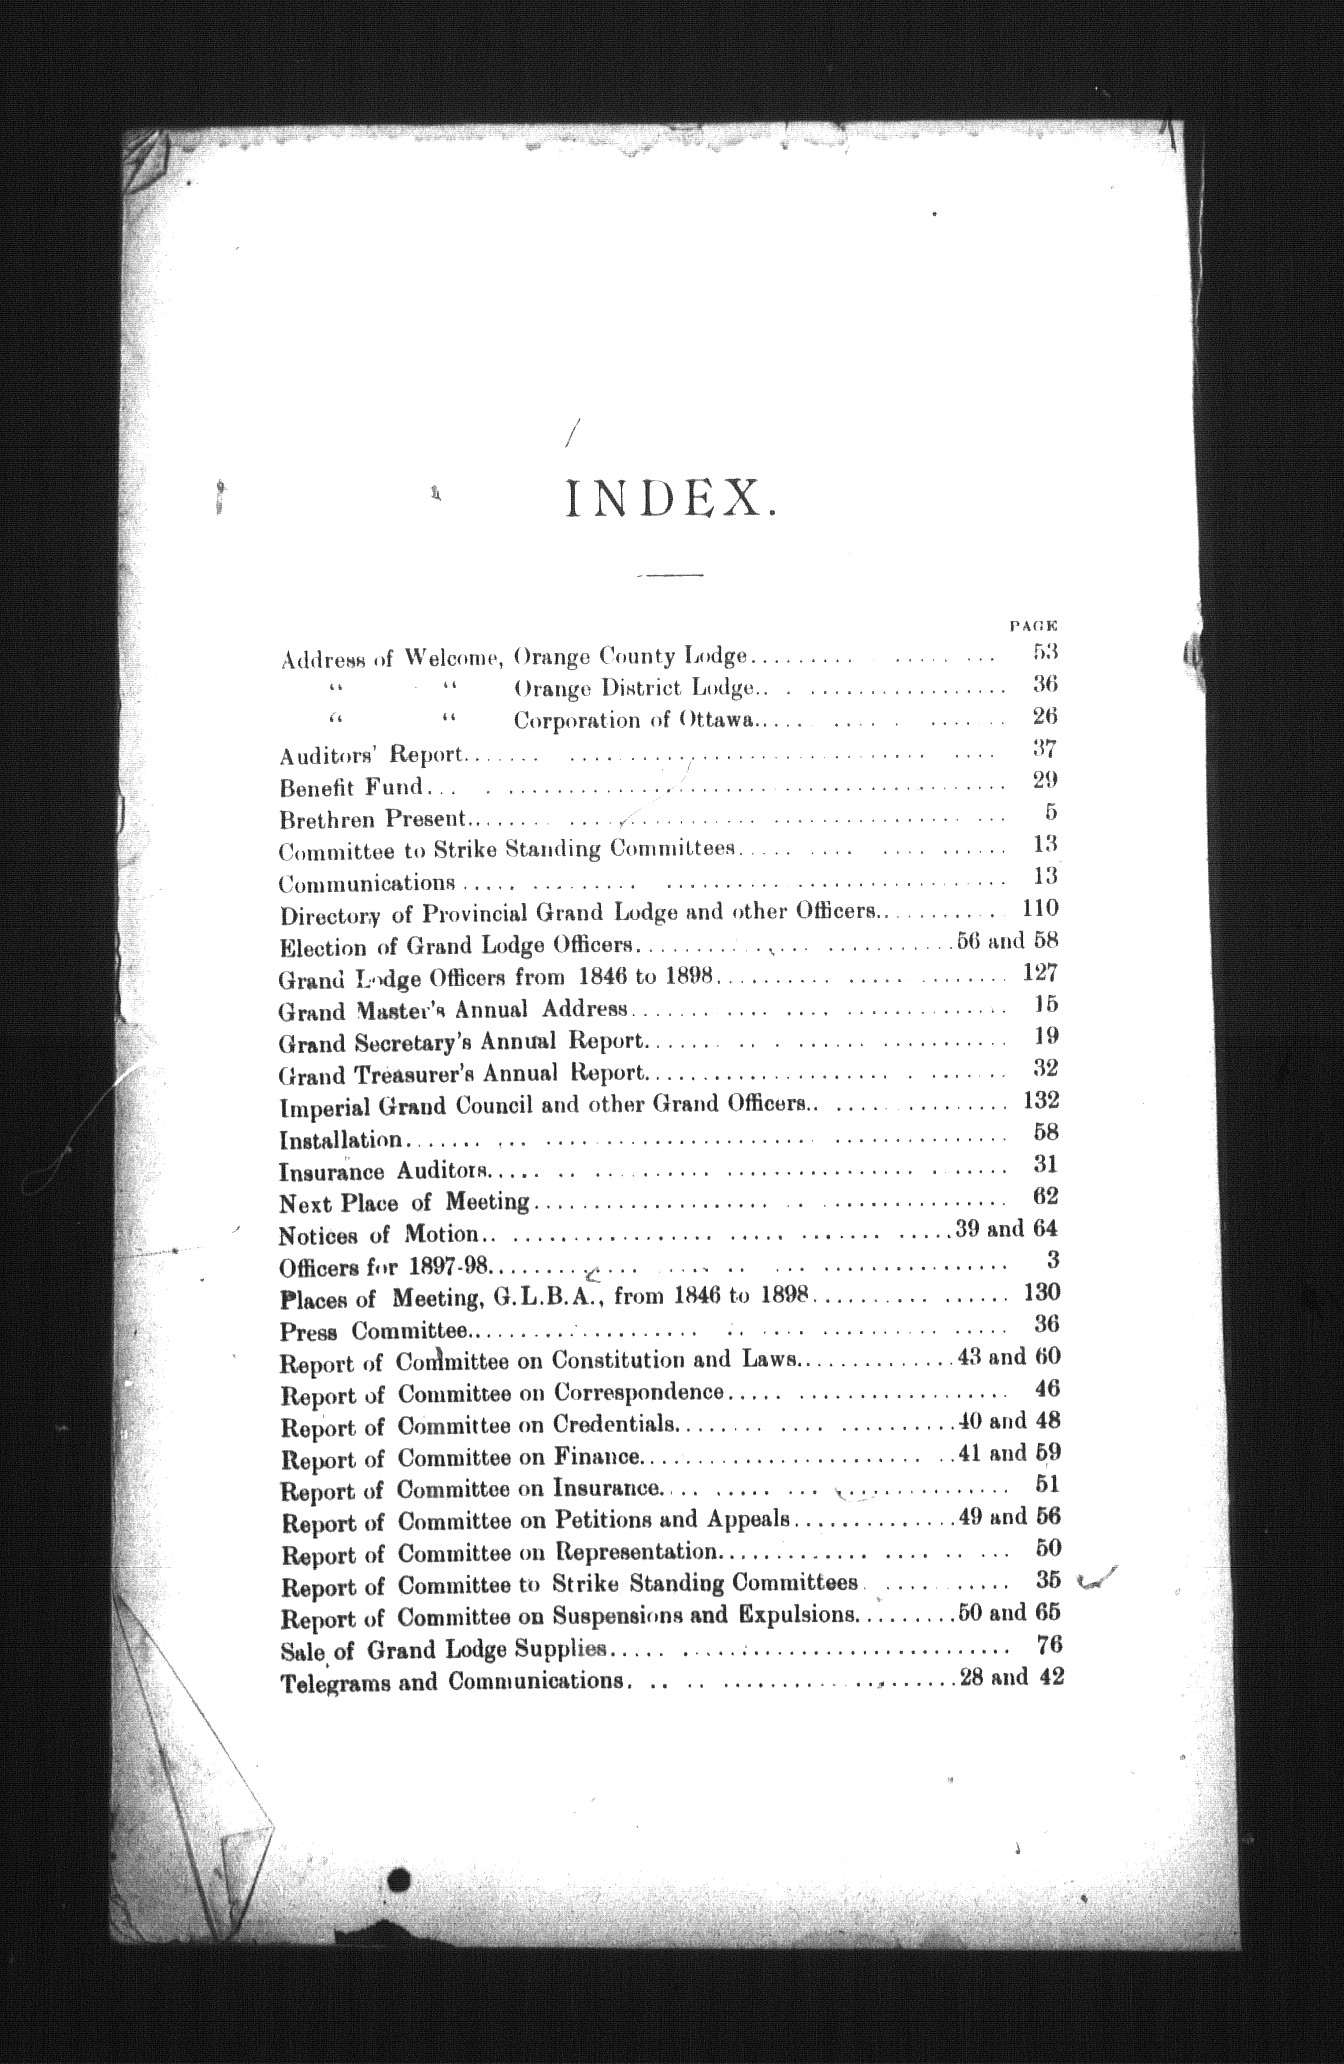 INDEX.
PAGE
Address of Welcome, Orange County Lodge.................. 53
“ “ Orange District Lodge.................. 36
“ “ Corporation of Ottawa.................. 26
Auditors' Report.................. 37
Benefit Fund.................. 29
Brethren Present.................. 5
Committee to Strike Standing Committees.................. 13
Communications.................. 13
Directory of Provincial Grand Lodge and other Officers.................. 110
Election of Grand Lodge Officers.................. 56 and 58
Grand Lodge Officers from 1846 to 1898.................. 127
Grand Master's Annual Address.................. 15
Grand Secretary's Annual Report.................. 19
Grand Treasurer's Annual Report.................. 32
Imperial Grand Council and other Grand Officers.................. 132
Installation.................. 58
Insurance Auditors.................. 31
Next Place of Meeting.................. 62
Notices of Motion.................. 39 and 64
Officers for 1897-98.................. 3
Places of Meeting, G.L.B.A., from 1846 to 1898.................. 130
Press Committee.................. 36
Report of Committee on Constitution and Laws.................. 43 and 60
Report of Committee on Correspondence.................. 46
Report of Committee on Credentials.................. 40 and 48
Report of Committee on Finance.................. 41 and 59
Report of Committee on Insurance.................. 51
Report of Committee on Petitions and Appeals.................. 49 and 56
Report of Committee on Representation.................. 50
Report of Committee to Strike Standing Committees.................. 35
Report of Committee on Suspensions and Expulsions.................. 50 and 65
Sale of Grand Lodge Supplies.................. 76
Telegrams and Communications.................. 28 and 42